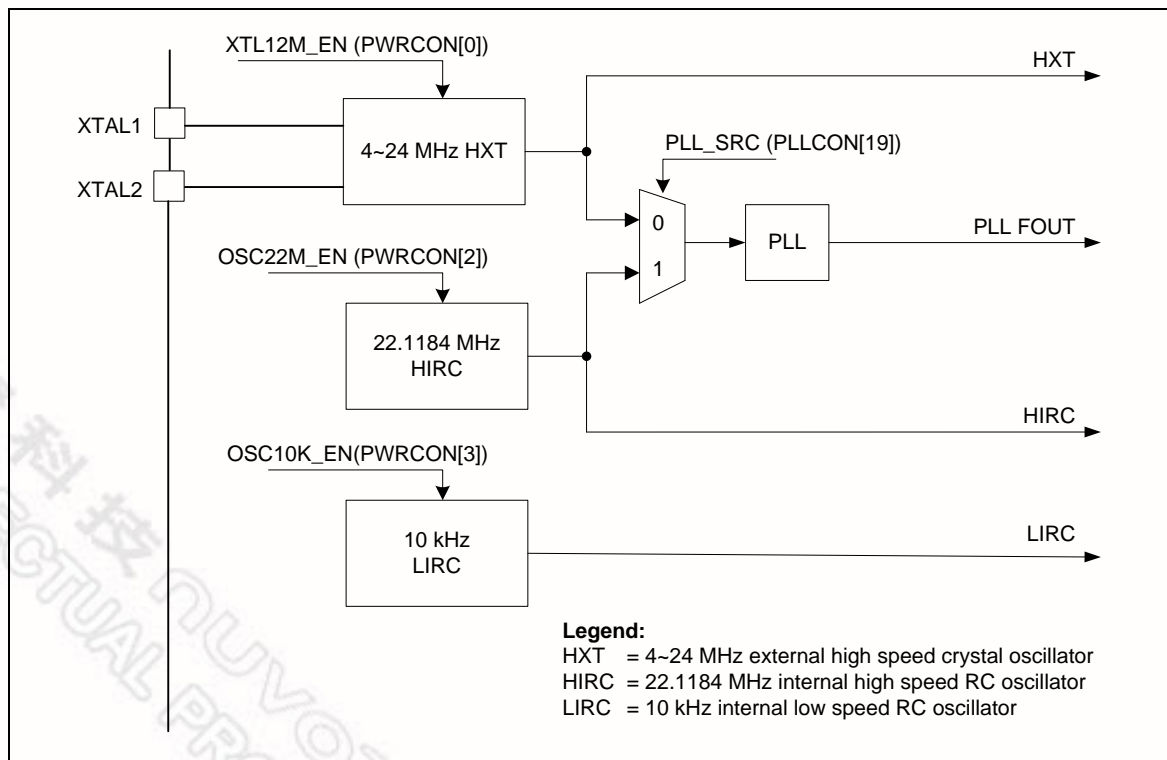 XTL12M_EN (PWRCON[0])
HXT
XTAL1
4~24 MHz HXT
PLL_SRC (PLLCON[19])
XTAL2
0
PLL
PLL FOUT
1
OSC22M_EN (PWRCON[2])
22.1184 MHz
HIRC
HIRC
OSC10K_EN(PWRCON[3])
10 kHz
LIRC
LIRC
Legend:
HXT = 4~24 MHz external high speed crystal oscillator
HIRC = 22.1184 MHz internal high speed RC oscillator
LIRC = 10 kHz internal low speed RC oscillator
科技 nuvo